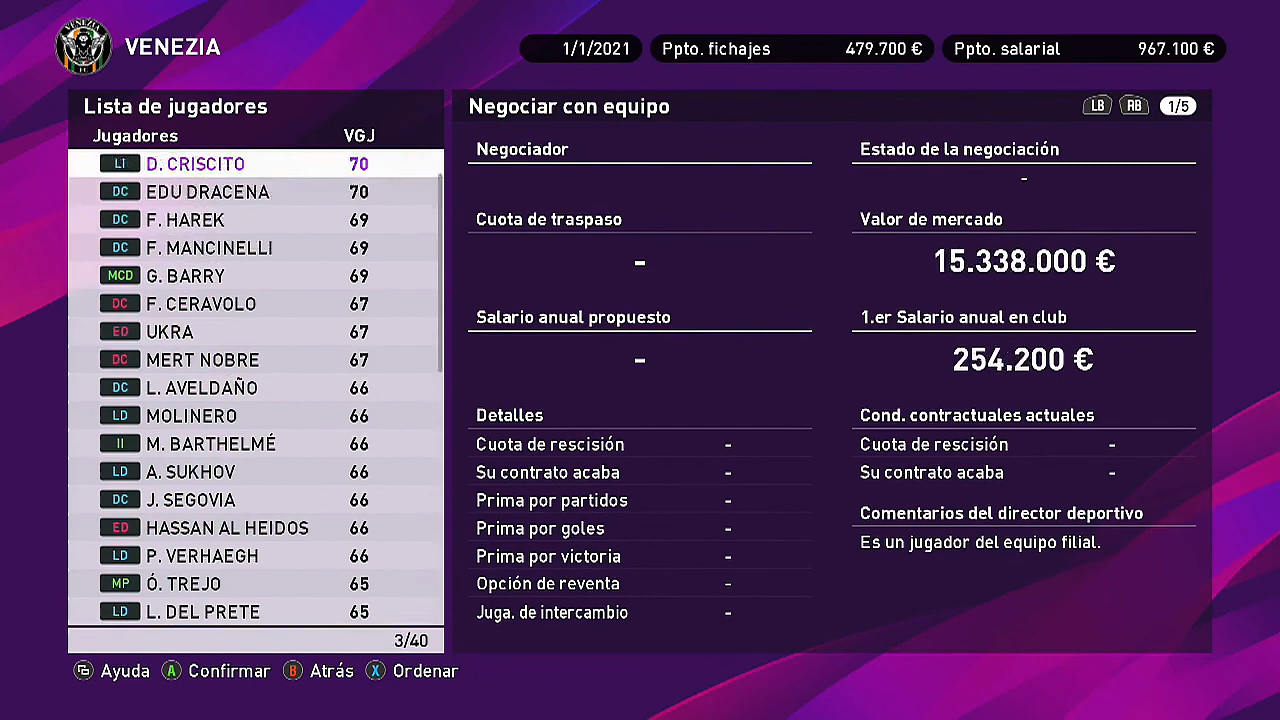 VENEZIA
VENEZIA
1/1/2021
Ppto. fichajes 479.700 €
Ppto. salarial 967.100 €
Lista de jugadores
Jugadores VGJ
LI D. CRISCITO 70
DC EDU DRACENA 70
DC F. HAREK 69
DC F. MANCINELLI 69
MCD G. BARRY 69
DC F. CERAVOLO 67
ED UKRA 67
DC MERT NOBRE 67
DC L. AVELDAÑO 66
LD MOLINERO 66
II M. BARTHELMÉ 66
LD A. SUKHOV 66
DC J. SEGOVIA 66
ED HASSAN AL HEIDOS 66
LD P. VERHAEGH 66
MP Ó. TREJO 65
LD L. DEL PRETE 65
3/40
Negociar con equipo LB RB 1/5
Negociador
Estado de la negociación
-
Cuota de traspaso
-
Valor de mercado
15.338.000 €
Salario anual propuesto
-
1.er Salario anual en club
254.200 €
Detalles
Cuota de rescisión -
Su contrato acaba -
Prima por partidos -
Prima por goles -
Prima por victoria -
Opción de reventa -
Juga. de intercambio -
Cond. contractuales actuales
Cuota de rescisión -
Su contrato acaba -
Comentarios del director deportivo
Es un jugador del equipo filial.
Ayuda A Confirmar B Atrás X Ordenar